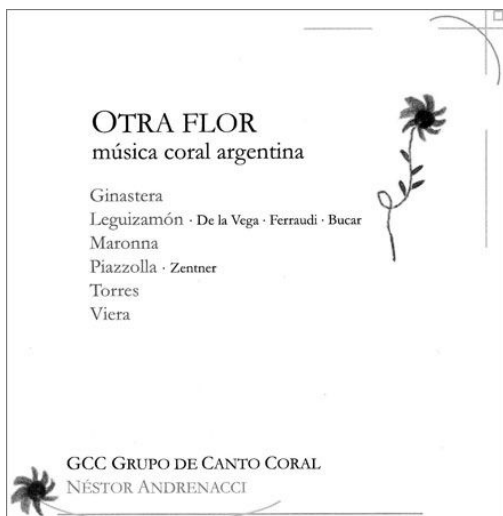 OTRA FLOR
música coral argentina
Ginastera
Leguizamón · De la Vega · Ferraudi · Bucar
Maronna
Piazzolla · Zentner
Torres
Viera
GCC GRUPO DE CANTO CORAL
NÉSTOR ANDRENACCI